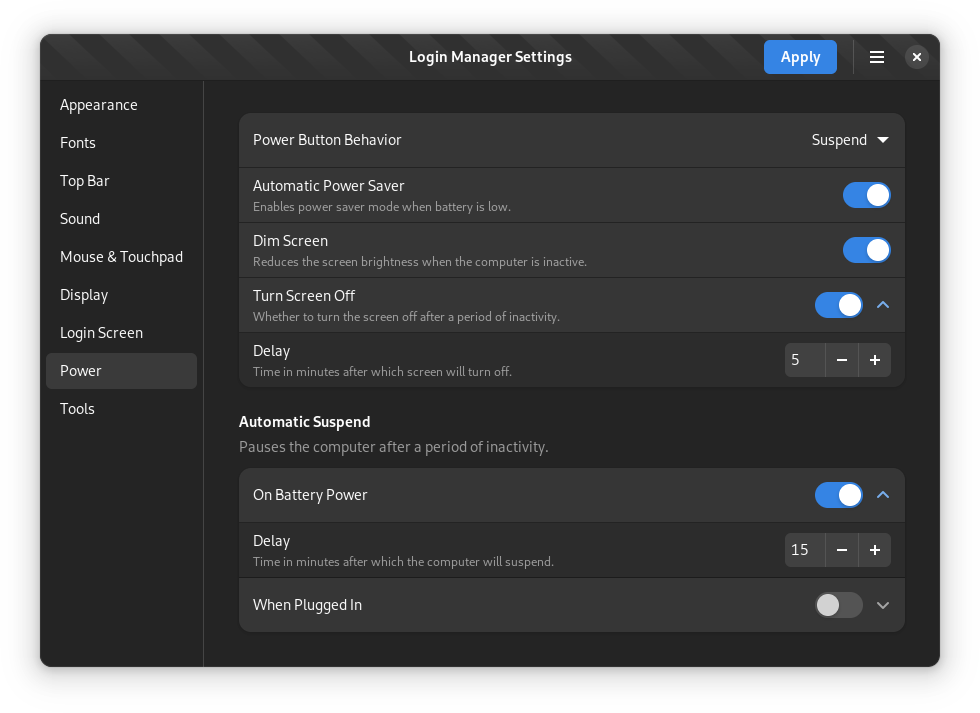 Login Manager Settings
Apply
Appearance
Fonts
Top Bar
Sound
Mouse & Touchpad
Display
Login Screen
Power
Tools
Power Button Behavior
Suspend
Automatic Power Saver
Enables power saver mode when battery is low.
Dim Screen
Reduces the screen brightness when the computer is inactive.
Turn Screen Off
Whether to turn the screen off after a period of inactivity.
Delay
Time in minutes after which screen will turn off.
5
Automatic Suspend
Pauses the computer after a period of inactivity.
On Battery Power
Delay
Time in minutes after which the computer will suspend.
15
When Plugged In